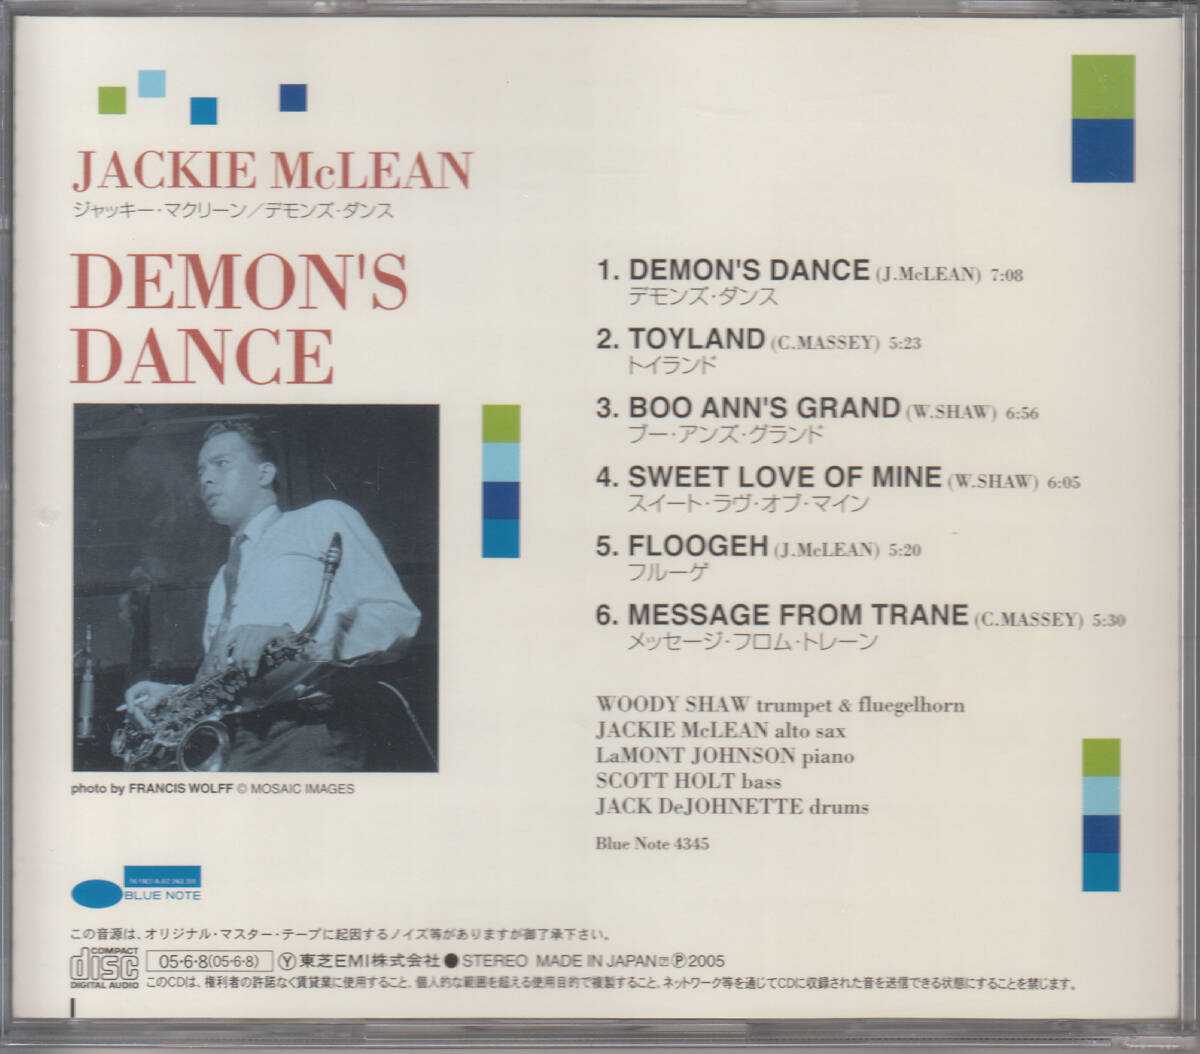 JACKIE McLEAN
ジャッキー・マクリーン／デモンズ・ダンス
DEMON'S
DANCE
photo by FRANCIS WOLFF © MOSAIC IMAGES
1. DEMON'S DANCE (J.McLEAN) 7:08
デモンズ・ダンス
2. TOYLAND (C.MASSEY) 5:23
トイランド
3. BOO ANN'S GRAND (W.SHAW) 6:56
ブー・アンズ・グランド
4. SWEET LOVE OF MINE (W.SHAW) 6:05
スイート・ラヴ・オブ・マイン
5. FLOOGEH (J.McLEAN) 5:20
フルーゲ
6. MESSAGE FROM TRANE (C.MASSEY) 5:30
メッセージ・フロム・トレーン
WOODY SHAW trumpet & fluegelhorn
JACKIE McLEAN alto sax
LaMONT JOHNSON piano
SCOTT HOLT bass
JACK DeJOHNETTE drums
Blue Note 4345
BLUE NOTE
この音源は、オリジナル・マスター・テープに起因するノイズ等がありますが御了承下さい。
COMPACT
disc
DIGITAL AUDIO
05・6・8(05・6・8) Ⓨ東芝EMI株式会社●STEREO MADE IN JAPAN Ⓟ2005
このCDは、権利者の許諾なく賃貸業に使用すること、個人的な範囲を超える使用目的で複製すること、ネットワーク等を通じてCDに収録された音を送信できる状態にすることを禁じます。